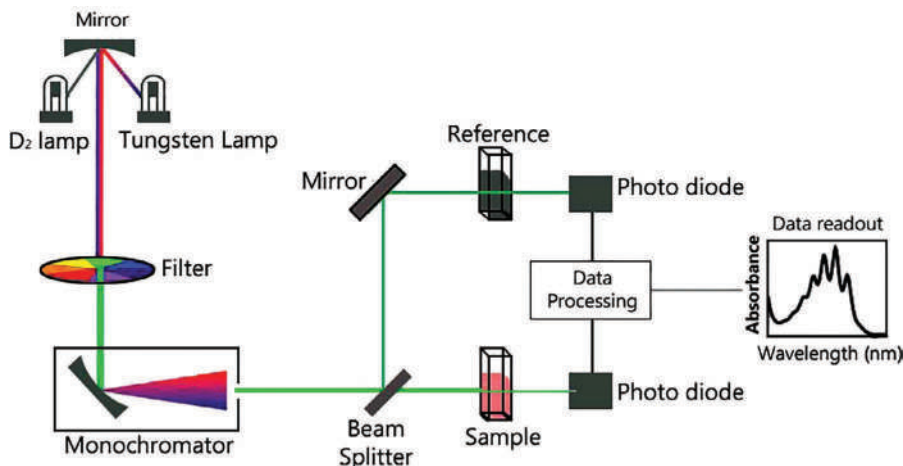 Mirror
D2 lamp
Tungsten Lamp
Filter
Monochromator
Mirror
Beam
Splitter
Reference
Sample
Photo diode
Data
Processing
Photo diode
Data readout
Absorbance
Wavelength (nm)